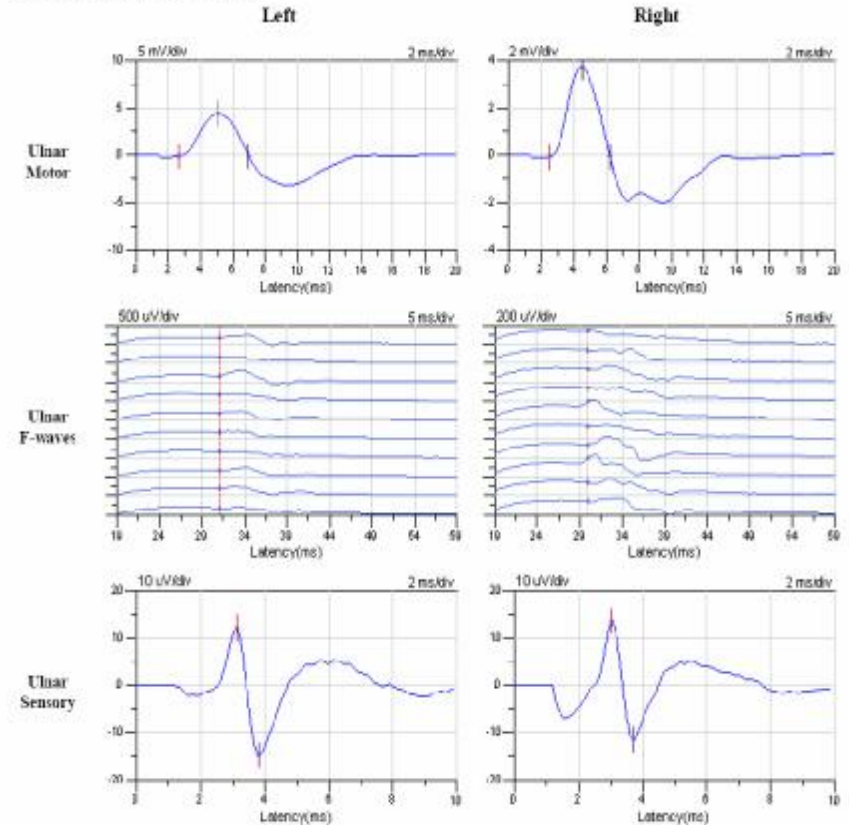 Left Right
5 mV/div 2 ms/div 2 mV/div 2 ms/div
10 5 0 -5 -10
4 2 0 -2 -4
Ulnar
Motor
0 2 4 6 8 10 12 14 16 18 20
0 2 4 6 8 10 12 14 16 18 20
Latency(ms) Latency(ms)
500 uV/div 5 ms/div 200 uV/div 5 ms/div
Ulnar
F-waves
19 24 29 34 39 44 49 54 59
19 24 29 34 39 44 49 54 59
Latency(ms) Latency(ms)
10 uV/div 2 ms/div 10 uV/div 2 ms/div
20 10 0 -10 -20
20 10 0 -10 -20
Ulnar
Sensory
0 2 4 6 8 10
0 2 4 6 8 10
Latency(ms) Latency(ms)